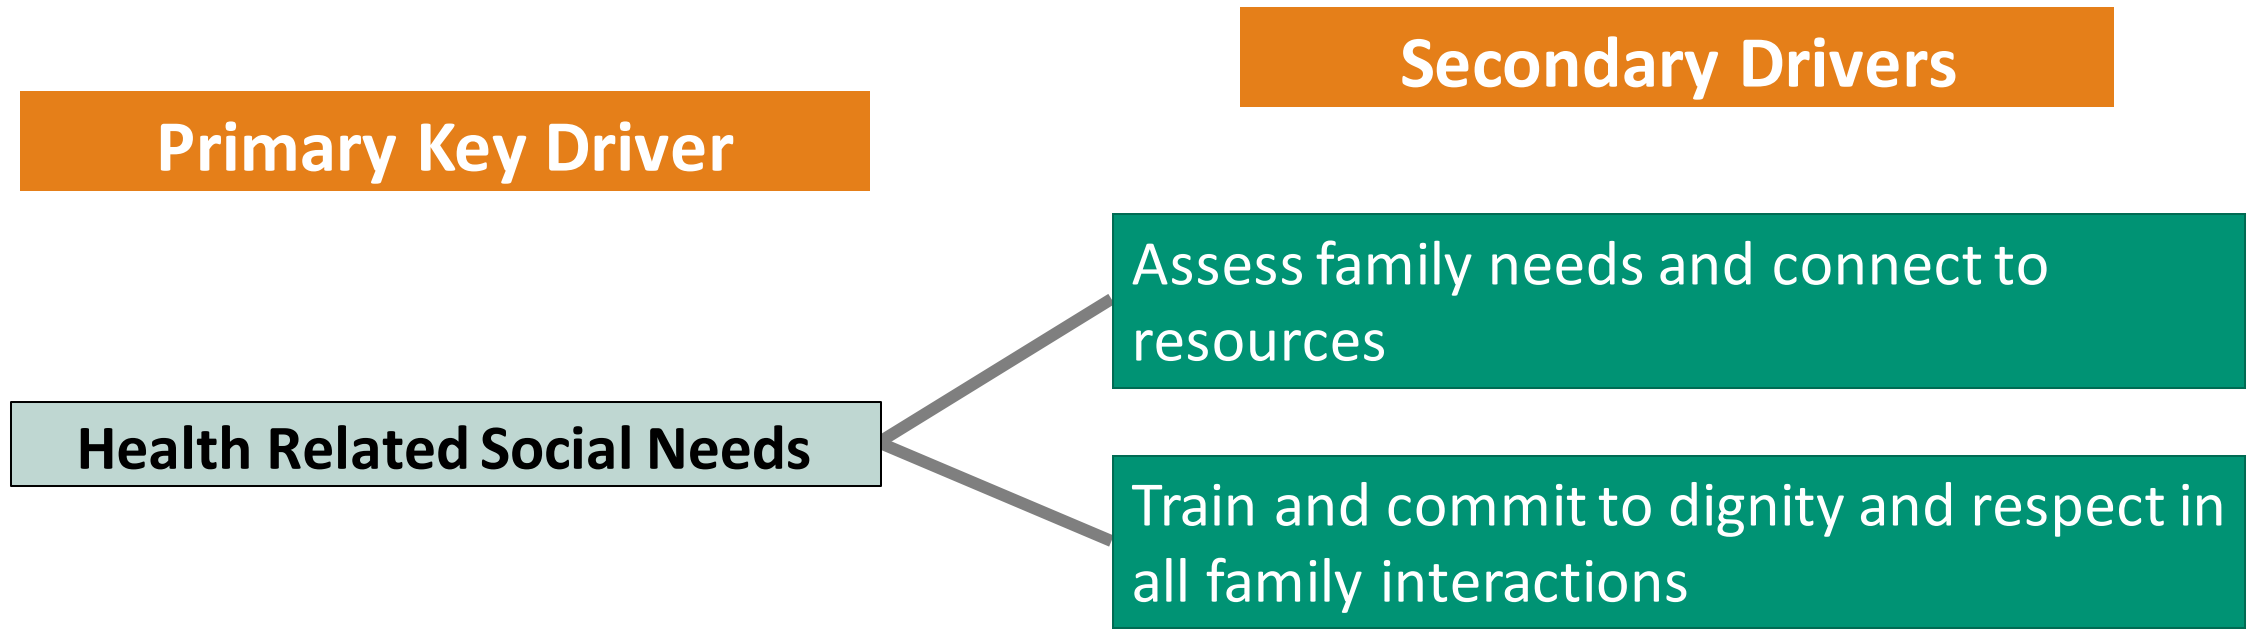 Primary Key Driver
Secondary Drivers
Health Related Social Needs
Assess family needs and connect to
resources
Train and commit to dignity and respect in
all family interactions